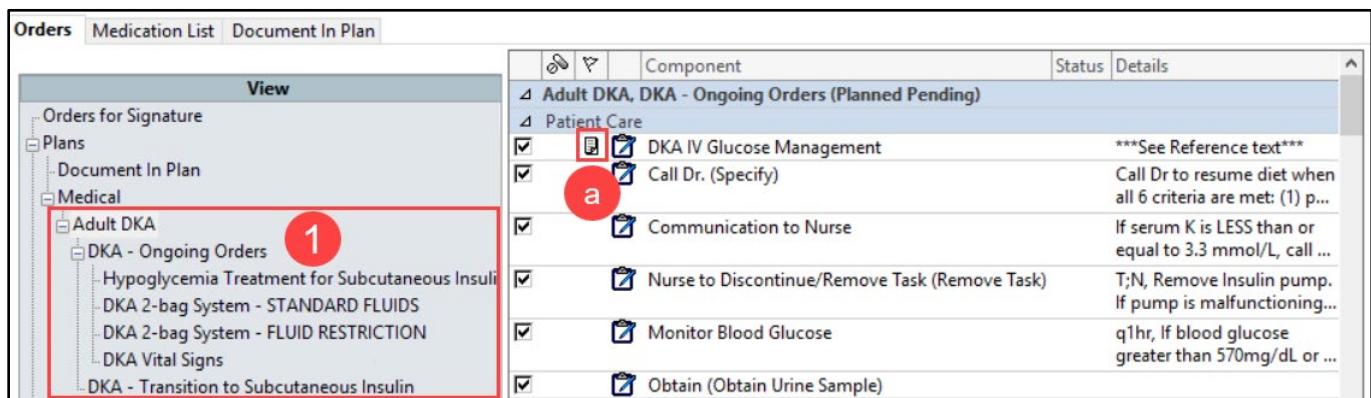 Orders Medication List Document In Plan
View
Orders for Signature
Plans
Document In Plan
Medical
Adult DKA
1
DKA - Ongoing Orders
Hypoglycemia Treatment for Subcutaneous Insuli
DKA 2-bag System - STANDARD FLUIDS
DKA 2-bag System - FLUID RESTRICTION
DKA Vital Signs
DKA - Transition to Subcutaneous Insulin
Component Status Details
Adult DKA, DKA - Ongoing Orders (Planned Pending)
Patient Care
DKA IV Glucose Management ***See Reference text***
a
Call Dr. (Specify) Call Dr to resume diet when
all 6 criteria are met: (1) p...
Communication to Nurse If serum K is LESS than or
equal to 3.3 mmol/L, call ...
Nurse to Discontinue/Remove Task (Remove Task) T;N, Remove Insulin pump.
If pump is malfunctioning...
Monitor Blood Glucose q1hr, If blood glucose
greater than 570mg/dL or ...
Obtain (Obtain Urine Sample)